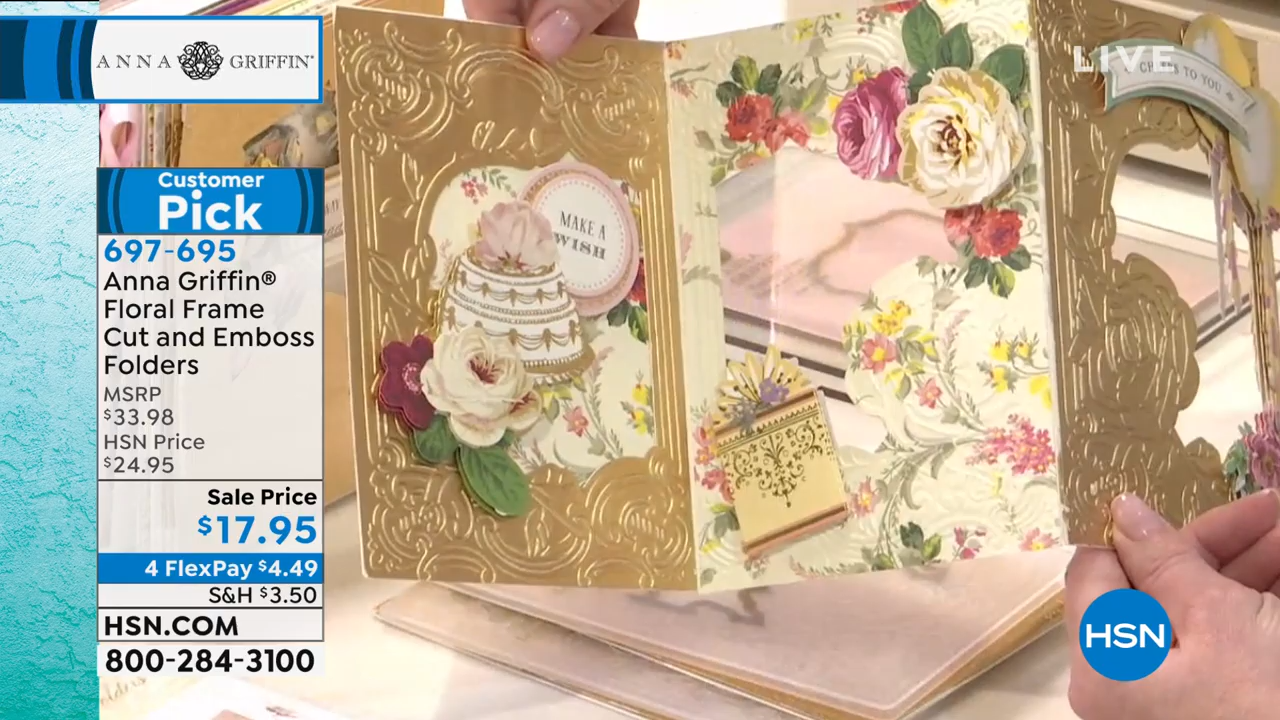 ANNA GRIFFIN®
Customer
Pick
697-695
Anna Griffin®
Floral Frame
Cut and Emboss
Folders
MSRP
$33.98
HSN Price
$24.95
Sale Price
$17.95
4 FlexPay $4.49
S&H $3.50
HSN.COM
800-284-3100
MAKE A
WISH
LIVE
TO YOU
HSN